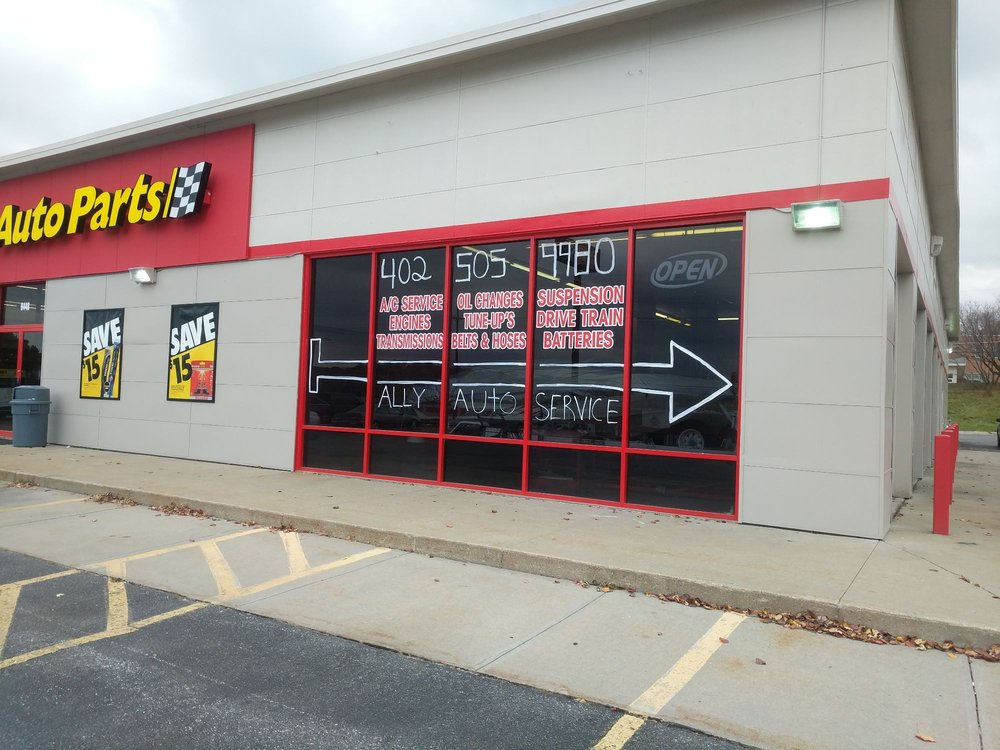 Auto Parts
SAVE
$15
SAVE
$15
402 505 9980
OPEN
A/C SERVICE
ENGINES
TRANSMISSIONS
OIL CHANGES
TUNE-UP'S
BELTS & HOSES
SUSPENSION
DRIVE TRAIN
BATTERIES
ALLY AUTO SERVICE